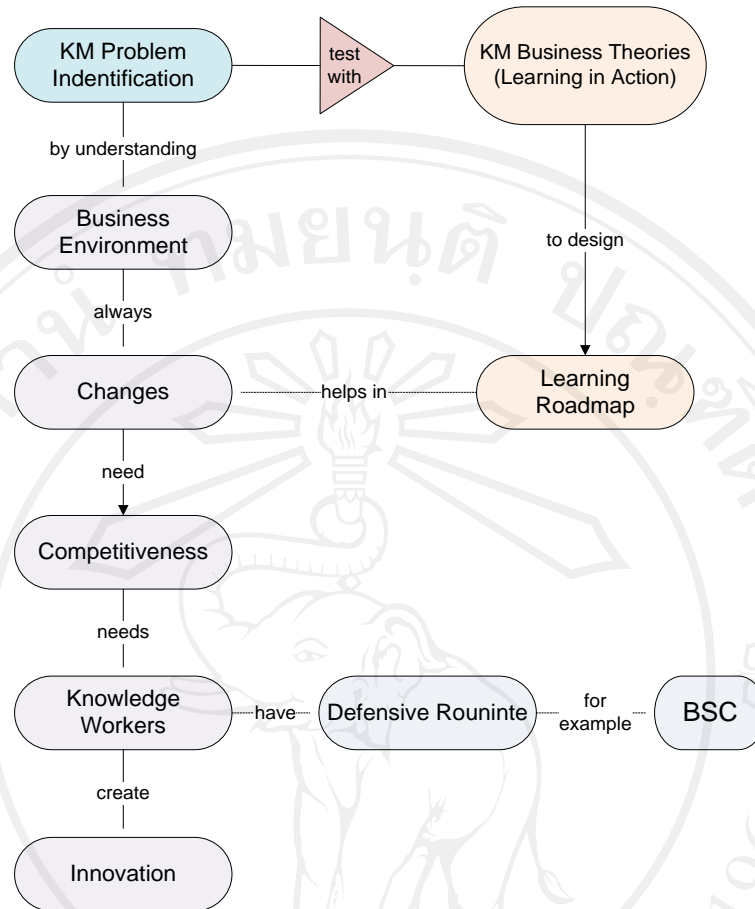 KM Problem
Indentification
test
with
KM Business Theories
(Learning in Action)
by understanding
Business
Environment
to design
always
Changes
helps in
Learning
Roadmap
need
Competitiveness
needs
Knowledge
Workers
have
Defensive Rouninte
for
example
BSC
create
Innovation